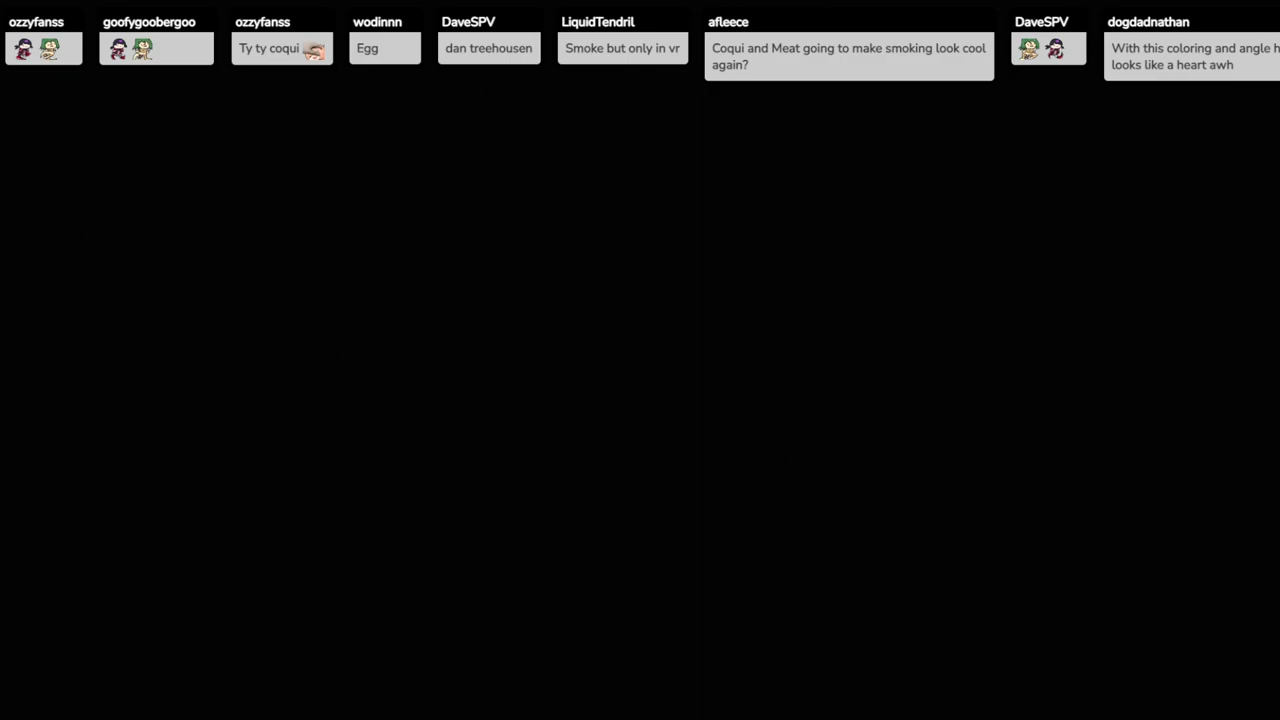 ozzyfanss
goofygoobergoo
ozzyfanss
Ty ty coqui
wodinnn
Egg
DaveSPV
dan treehousen
LiquidTendril
Smoke but only in vr
afleece
Coqui and Meat going to make smoking look cool
again?
DaveSPV
dogdadnathan
With this coloring and angle
looks like a heart awh